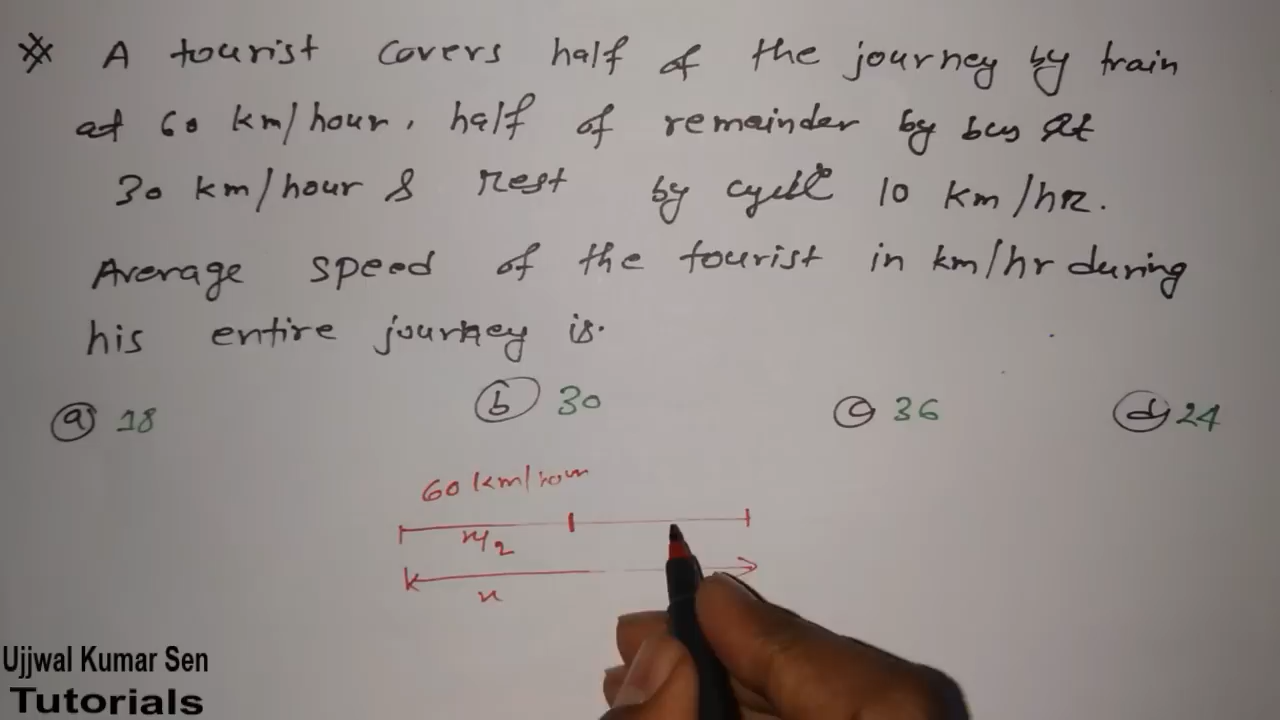 A tourist covers half of the journey by train
at 60 km/hour, half of remainder by bus at
30 km/hour & rest by cycle 10 km/hr.
Average speed of the tourist in km/hr during
his entire journey is.
(a) 18 (b) 30 (c) 36 (d) 24
60 km/hour
x/2
x
Ujjwal Kumar Sen
Tutorials